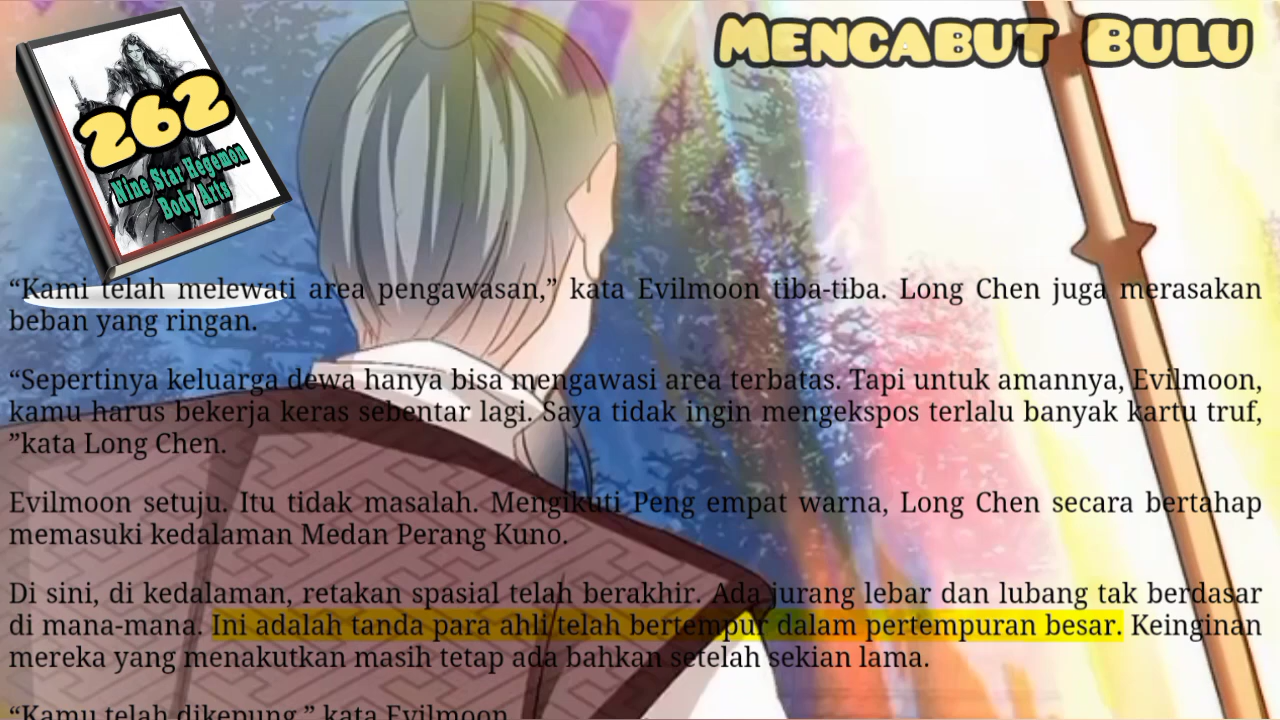 MENCABUT BULU
262
Nine Star Hegemon
Body Arts
“Kami telah melewati area pengawasan,” kata Evilmoon tiba-tiba. Long Chen juga merasakan
beban yang ringan.
“Sepertinya keluarga dewa hanya bisa mengawasi area terbatas. Tapi untuk amannya, Evilmoon,
kamu harus bekerja keras sebentar lagi. Saya tidak ingin mengekspos terlalu banyak kartu truf,
”kata Long Chen.
Evilmoon setuju. Itu tidak masalah. Mengikuti Peng empat warna, Long Chen secara bertahap
memasuki kedalaman Medan Perang Kuno.
Di sini, di kedalaman, retakan spasial telah berakhir. Ada jurang lebar dan lubang tak berdasar
di mana-mana. Ini adalah tanda para ahli telah bertempur dalam pertempuran besar. Keinginan
mereka yang menakutkan masih tetap ada bahkan setelah sekian lama.
“Kamu telah dikepung,” kata Evilmoon.